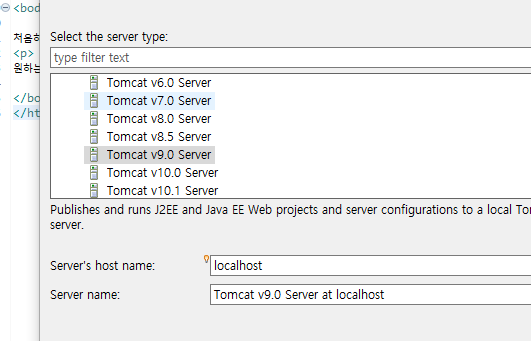 <bod
Select the server type:
처음ㅎ
type filter text
<p>
원하는
Tomcat v6.0 Server
</bo
Tomcat v7.0 Server
</ht
Tomcat v8.0 Server
Tomcat v8.5 Server
Tomcat v9.0 Server
Tomcat v10.0 Server
Tomcat v10.1 Server
Publishes and runs J2EE and Java EE Web projects and server configurations to a local Tom
server.
Server's host name:
localhost
Server name:
Tomcat v9.0 Server at localhost